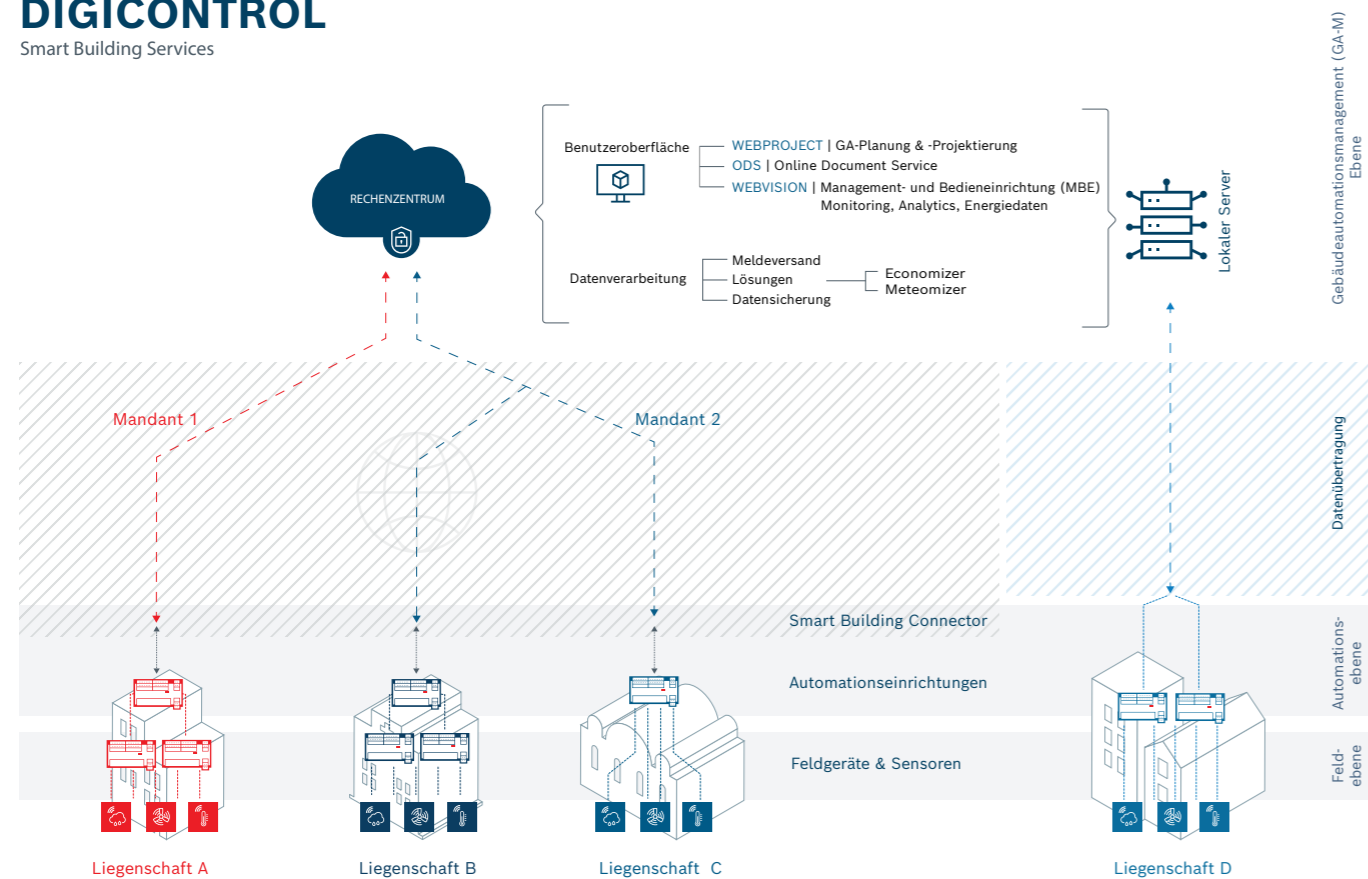 DIGICONTROL
Smart Building Services
RECHENZENTRUM
Benutzeroberfläche
WEBPROJECT | GA-Planung & -Projektierung
ODS | Online Document Service
WEBVISION | Management- und Bedieneinrichtung (MBE)
Monitoring, Analytics, Energiedaten
Datenverarbeitung
Meldeversand
Lösungen
Datensicherung
Economizer
Meteomizer
Lokaler Server
Gebäudeautomationsmanagement (GA-M)
Ebene
Mandant 1
Mandant 2
Datenübertragung
Smart Building Connector
Automationseinrichtungen
Automations-
ebene
Feldgeräte & Sensoren
Feld-
ebene
Liegenschaft A
Liegenschaft B
Liegenschaft C
Liegenschaft D